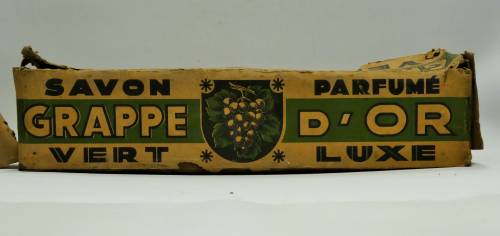 SAVON PARFUMÉ
GRAPPE D'OR
VERT LUXE